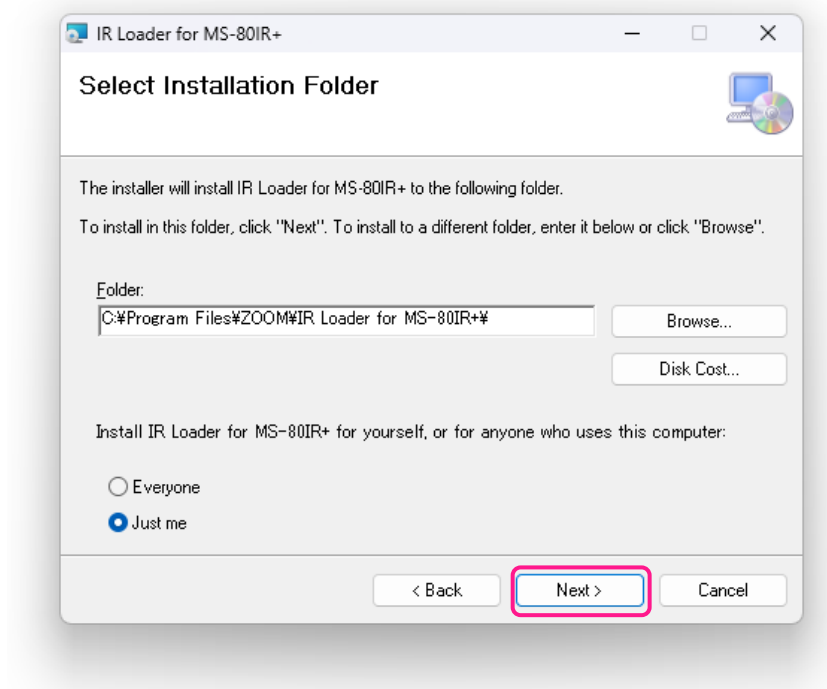 IR Loader for MS-80IR+
Select Installation Folder
The installer will install IR Loader for MS-80IR+ to the following folder.
To install in this folder, click "Next". To install to a different folder, enter it below or click "Browse".
Folder:
C:¥Program Files¥ZOOM¥IR Loader for MS-80IR+¥
Browse...
Disk Cost...
Install IR Loader for MS-80IR+ for yourself, or for anyone who uses this computer:
Everyone
Just me
< Back
Next >
Cancel